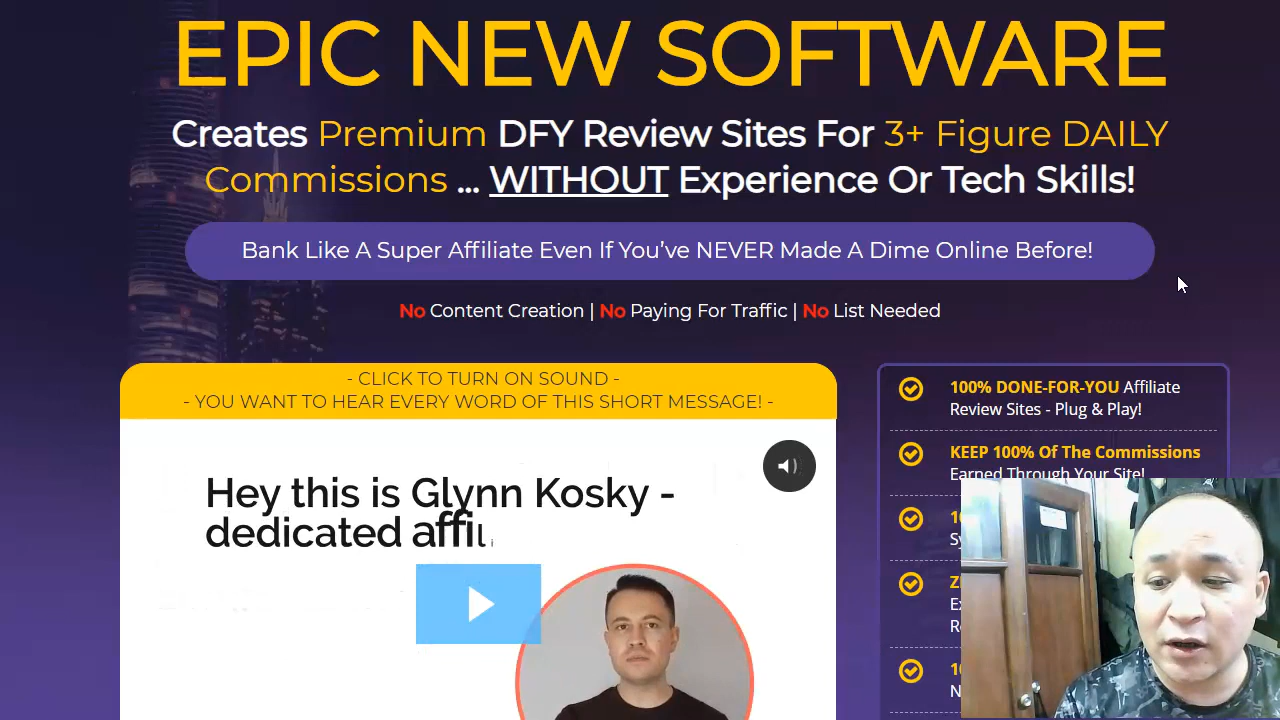 EPIC NEW SOFTWARE
Creates Premium DFY Review Sites For 3+ Figure DAILY
Commissions ... WITHOUT Experience Or Tech Skills!
Bank Like A Super Affiliate Even If You've NEVER Made A Dime Online Before!
No Content Creation | No Paying For Traffic | No List Needed
- CLICK TO TURN ON SOUND -
- YOU WANT TO HEAR EVERY WORD OF THIS SHORT MESSAGE! -
Hey this is Glynn Kosky -
dedicated affil
100% DONE-FOR-YOU Affiliate
Review Sites - Plug & Play!
KEEP 100% Of The Commissions
Earned Through Your Site!